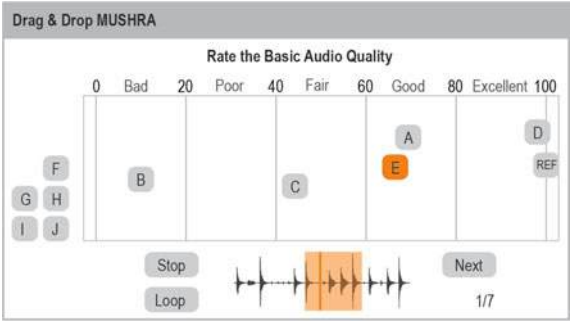 Drag & Drop MUSHRA
Rate the Basic Audio Quality
0 Bad 20 Poor 40 Fair 60 Good 80 Excellent 100
A D
F B C E REF
G H
I J
Stop Next
Loop 1/7